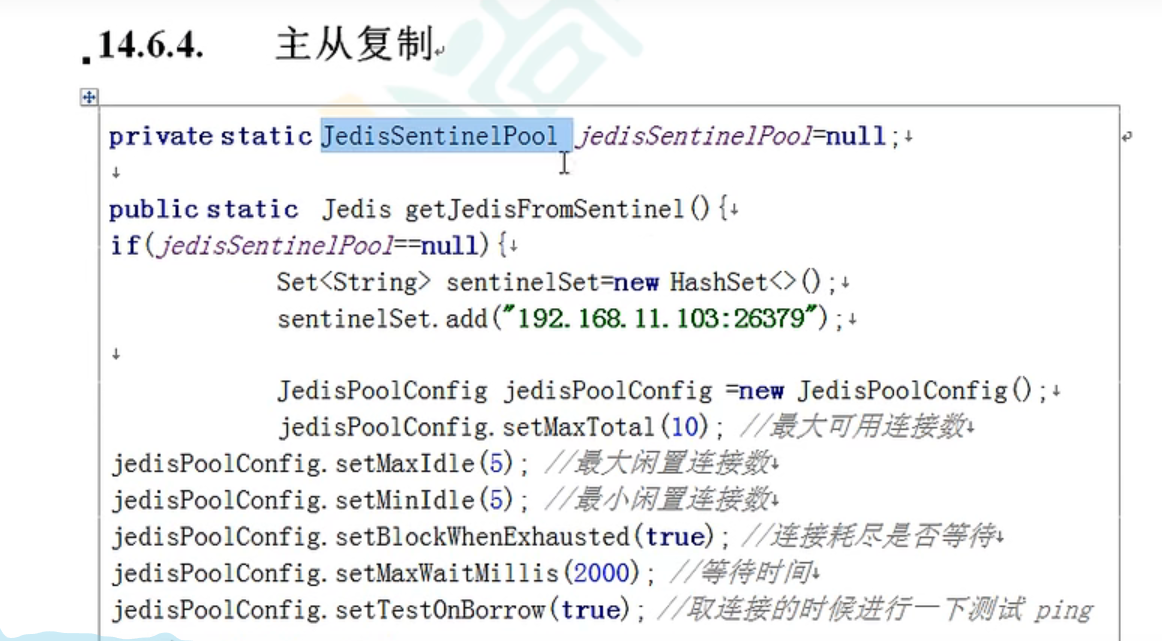 14.6.4. 主从复制
private static JedisSentinelPool jedisSentinelPool=null;
public static Jedis getJedisFromSentinel(){
if(jedisSentinelPool==null){
Set<String> sentinelSet=new HashSet<>();
sentinelSet.add("192.168.11.103:26379");
JedisPoolConfig jedisPoolConfig =new JedisPoolConfig();
jedisPoolConfig.setMaxTotal(10); //最大可用连接数
jedisPoolConfig.setMaxIdle(5); //最大闲置连接数
jedisPoolConfig.setMinIdle(5); //最小闲置连接数
jedisPoolConfig.setBlockWhenExhausted(true); //连接耗尽是否等待
jedisPoolConfig.setMaxWaitMillis(2000); //等待时间
jedisPoolConfig.setTestOnBorrow(true); //取连接的时候进行一下测试 ping